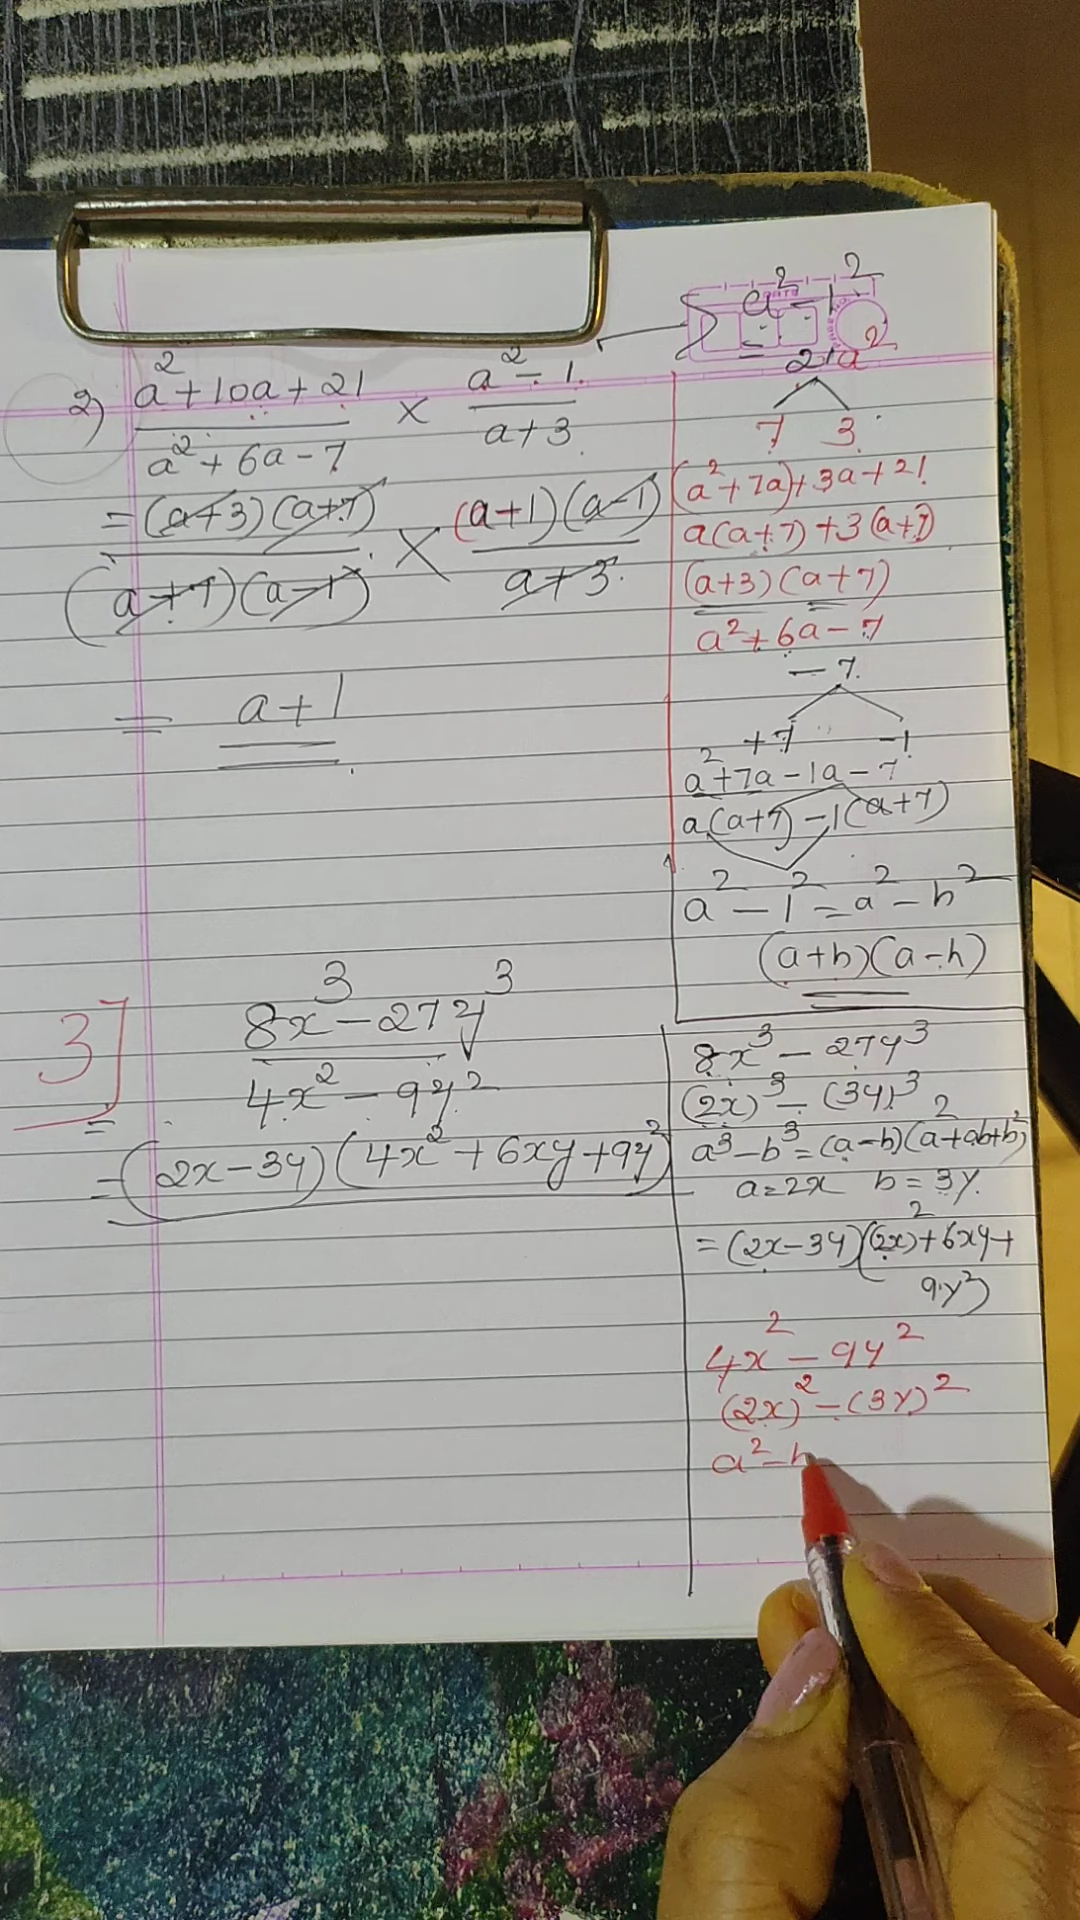 a² - 1²
2) a² + 10a + 21 / a² + 6a - 7 × a² - 1 / a + 3
= (a+3)(a+7) / (a+7)(a-1) × (a+1)(a-1) / a+3
= a+1
21a²
7 3
(a² + 7a) + 3a + 21
a(a+7) + 3(a+7)
(a+3)(a+7)
a² + 6a - 7
- 7
+7 -1
a² + 7a - 1a - 7
a(a+7) - 1(a+7)
a² - 1² = a² - b²
(a+b)(a-b)
3] 8x³ - 27y³ / 4x² - 9y²
=
= (2x-3y)(4x² + 6xy + 9y²)
8x³ - 27y³
(2x)³ - (3y)³
a³ - b³ = (a-b)(a² + ab + b²)
a = 2x b = 3y.
= (2x-3y)((2x)² + 6xy +
9y²)
4x² - 9y²
(2x)² - (3y)²
a² - b